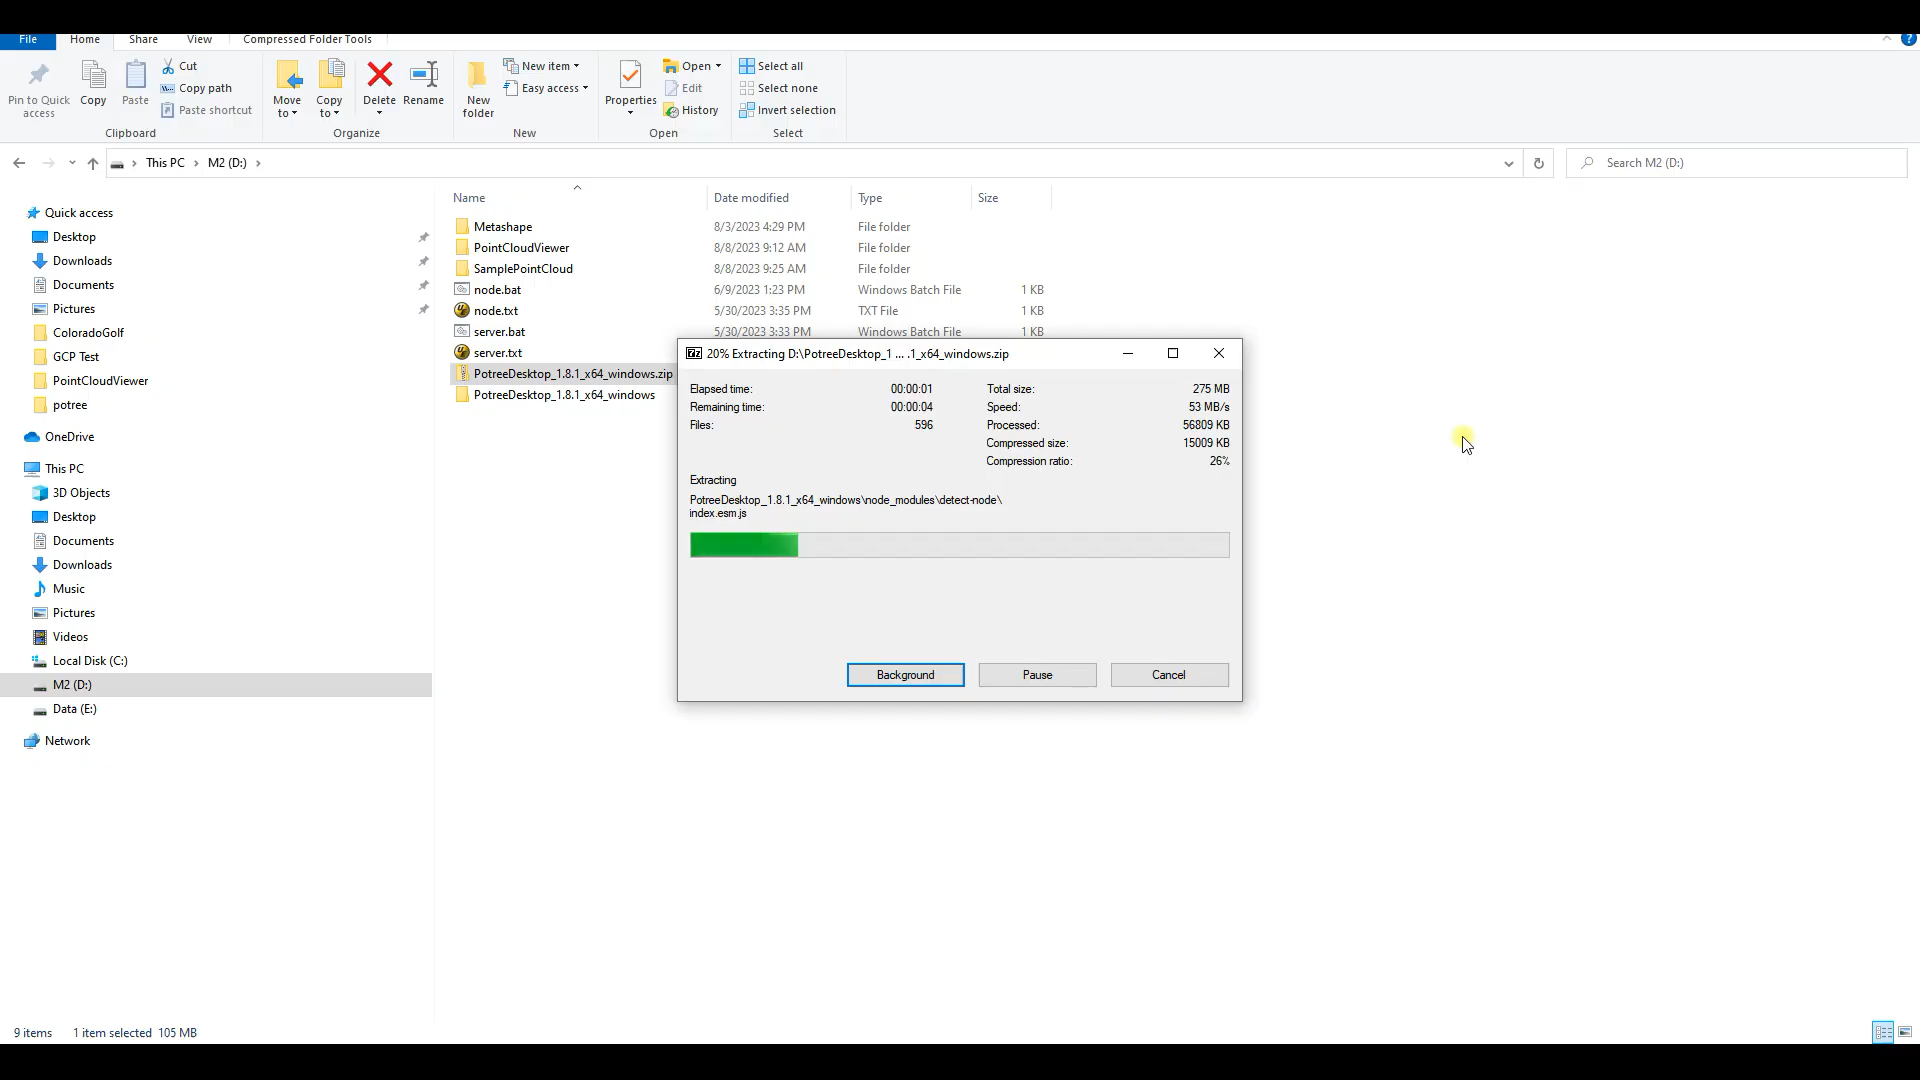 File Home Share View Compressed Folder Tools
Pin to Quick access
Copy
Paste
Cut
Copy path
Paste shortcut
Clipboard
Move to
Copy to
Delete
Rename
Organize
New folder
New item
Easy access
New
Properties
Open
Edit
History
Open
Select all
Select none
Invert selection
Select
This PC > M2 (D:) >
Search M2 (D:)
Quick access
Desktop
Downloads
Documents
Pictures
ColoradoGolf
GCP Test
PointCloudViewer
potree
OneDrive
This PC
3D Objects
Desktop
Documents
Downloads
Music
Pictures
Videos
Local Disk (C:)
M2 (D:)
Data (E:)
Network
Name Date modified Type Size
Metashape 8/3/2023 4:29 PM File folder
PointCloudViewer 8/8/2023 9:12 AM File folder
SamplePointCloud 8/8/2023 9:25 AM File folder
node.bat 6/9/2023 1:23 PM Windows Batch File 1 KB
node.txt 5/30/2023 3:35 PM TXT File 1 KB
server.bat 5/30/2023 3:33 PM Windows Batch File 1 KB
server.txt
PotreeDesktop_1.8.1_x64_windows.zip
PotreeDesktop_1.8.1_x64_windows
20% Extracting D:\PotreeDesktop_1 ... .1_x64_windows.zip
Elapsed time: 00:00:01 Total size: 275 MB
Remaining time: 00:00:04 Speed: 53 MB/s
Files: 596 Processed: 56809 KB
Compressed size: 15009 KB
Compression ratio: 26%
Extracting
PotreeDesktop_1.8.1_x64_windows\node_modules\detect-node\
index.esm.js
Background Pause Cancel
9 items 1 item selected 105 MB